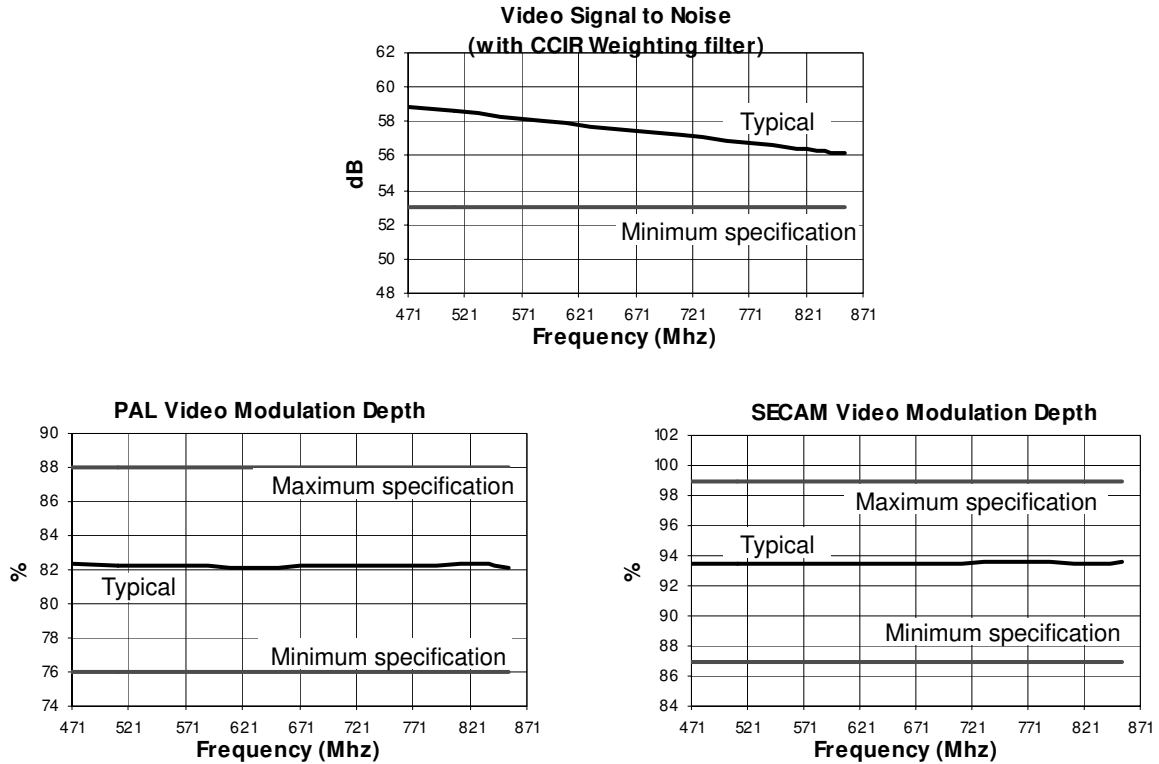 Video Signal to Noise
(with CCIR Weighting filter)
62
60
58
56
54
52
50
48
dB
Typical
Minimum specification
471 521 571 621 671 721 771 821 871
Frequency (Mhz)
PAL Video Modulation Depth
90
88
86
84
82
80
78
76
74
%
Maximum specification
Typical
Minimum specification
471 521 571 621 671 721 771 821 871
Frequency (Mhz)
SECAM Video Modulation Depth
102
100
98
96
94
92
90
88
86
84
%
Maximum specification
Typical
Minimum specification
471 521 571 621 671 721 771 821 871
Frequency (Mhz)